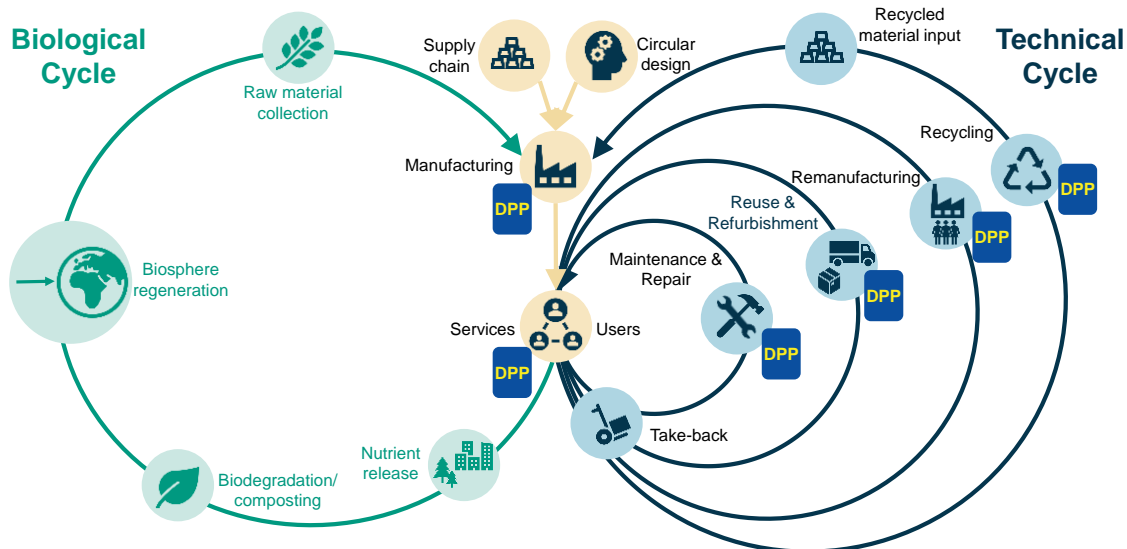 Biological
Cycle
Raw material
collection
Supply
chain
Circular
design
Recycled
material input
Technical
Cycle
Manufacturing
DPP
Recycling
DPP
Remanufacturing
DPP
Reuse &
Refurbishment
DPP
Maintenance &
Repair
DPP
Biosphere
regeneration
Services
Users
DPP
Take-back
Nutrient
release
Biodegradation/
composting